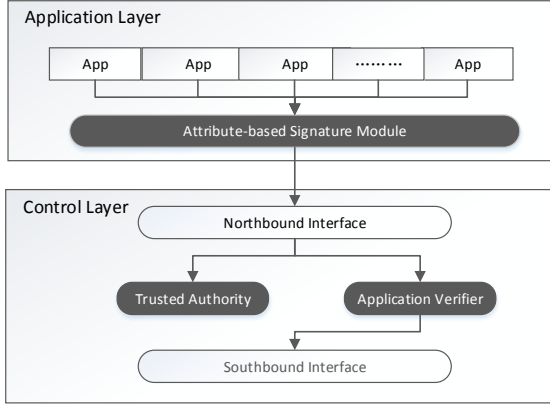 Application Layer
App App App ……… App
Attribute-based Signature Module
Control Layer
Northbound Interface
Trusted Authority Application Verifier
Southbound Interface